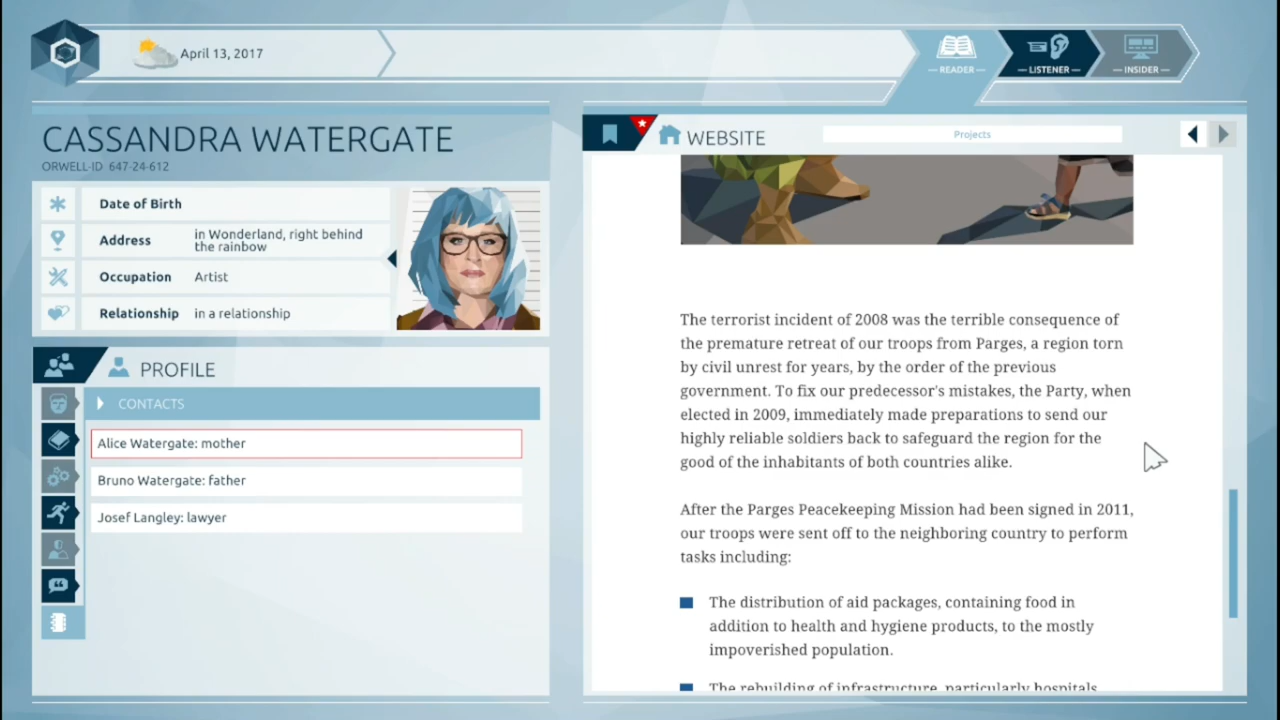 April 13, 2017
READER
LISTENER
INSIDER
CASSANDRA WATERGATE
ORWELL-ID 647-24-612
Date of Birth
Address in Wonderland, right behind
the rainbow
Occupation Artist
Relationship in a relationship
PROFILE
CONTACTS
Alice Watergate: mother
Bruno Watergate: father
Josef Langley: lawyer
WEBSITE
Projects
The terrorist incident of 2008 was the terrible consequence of
the premature retreat of our troops from Parges, a region torn
by civil unrest for years, by the order of the previous
government. To fix our predecessor's mistakes, the Party, when
elected in 2009, immediately made preparations to send our
highly reliable soldiers back to safeguard the region for the
good of the inhabitants of both countries alike.
After the Parges Peacekeeping Mission had been signed in 2011,
our troops were sent off to the neighboring country to perform
tasks including:
The distribution of aid packages, containing food in
addition to health and hygiene products, to the mostly
impoverished population.
The rebuilding of infrastructure, particularly hospitals